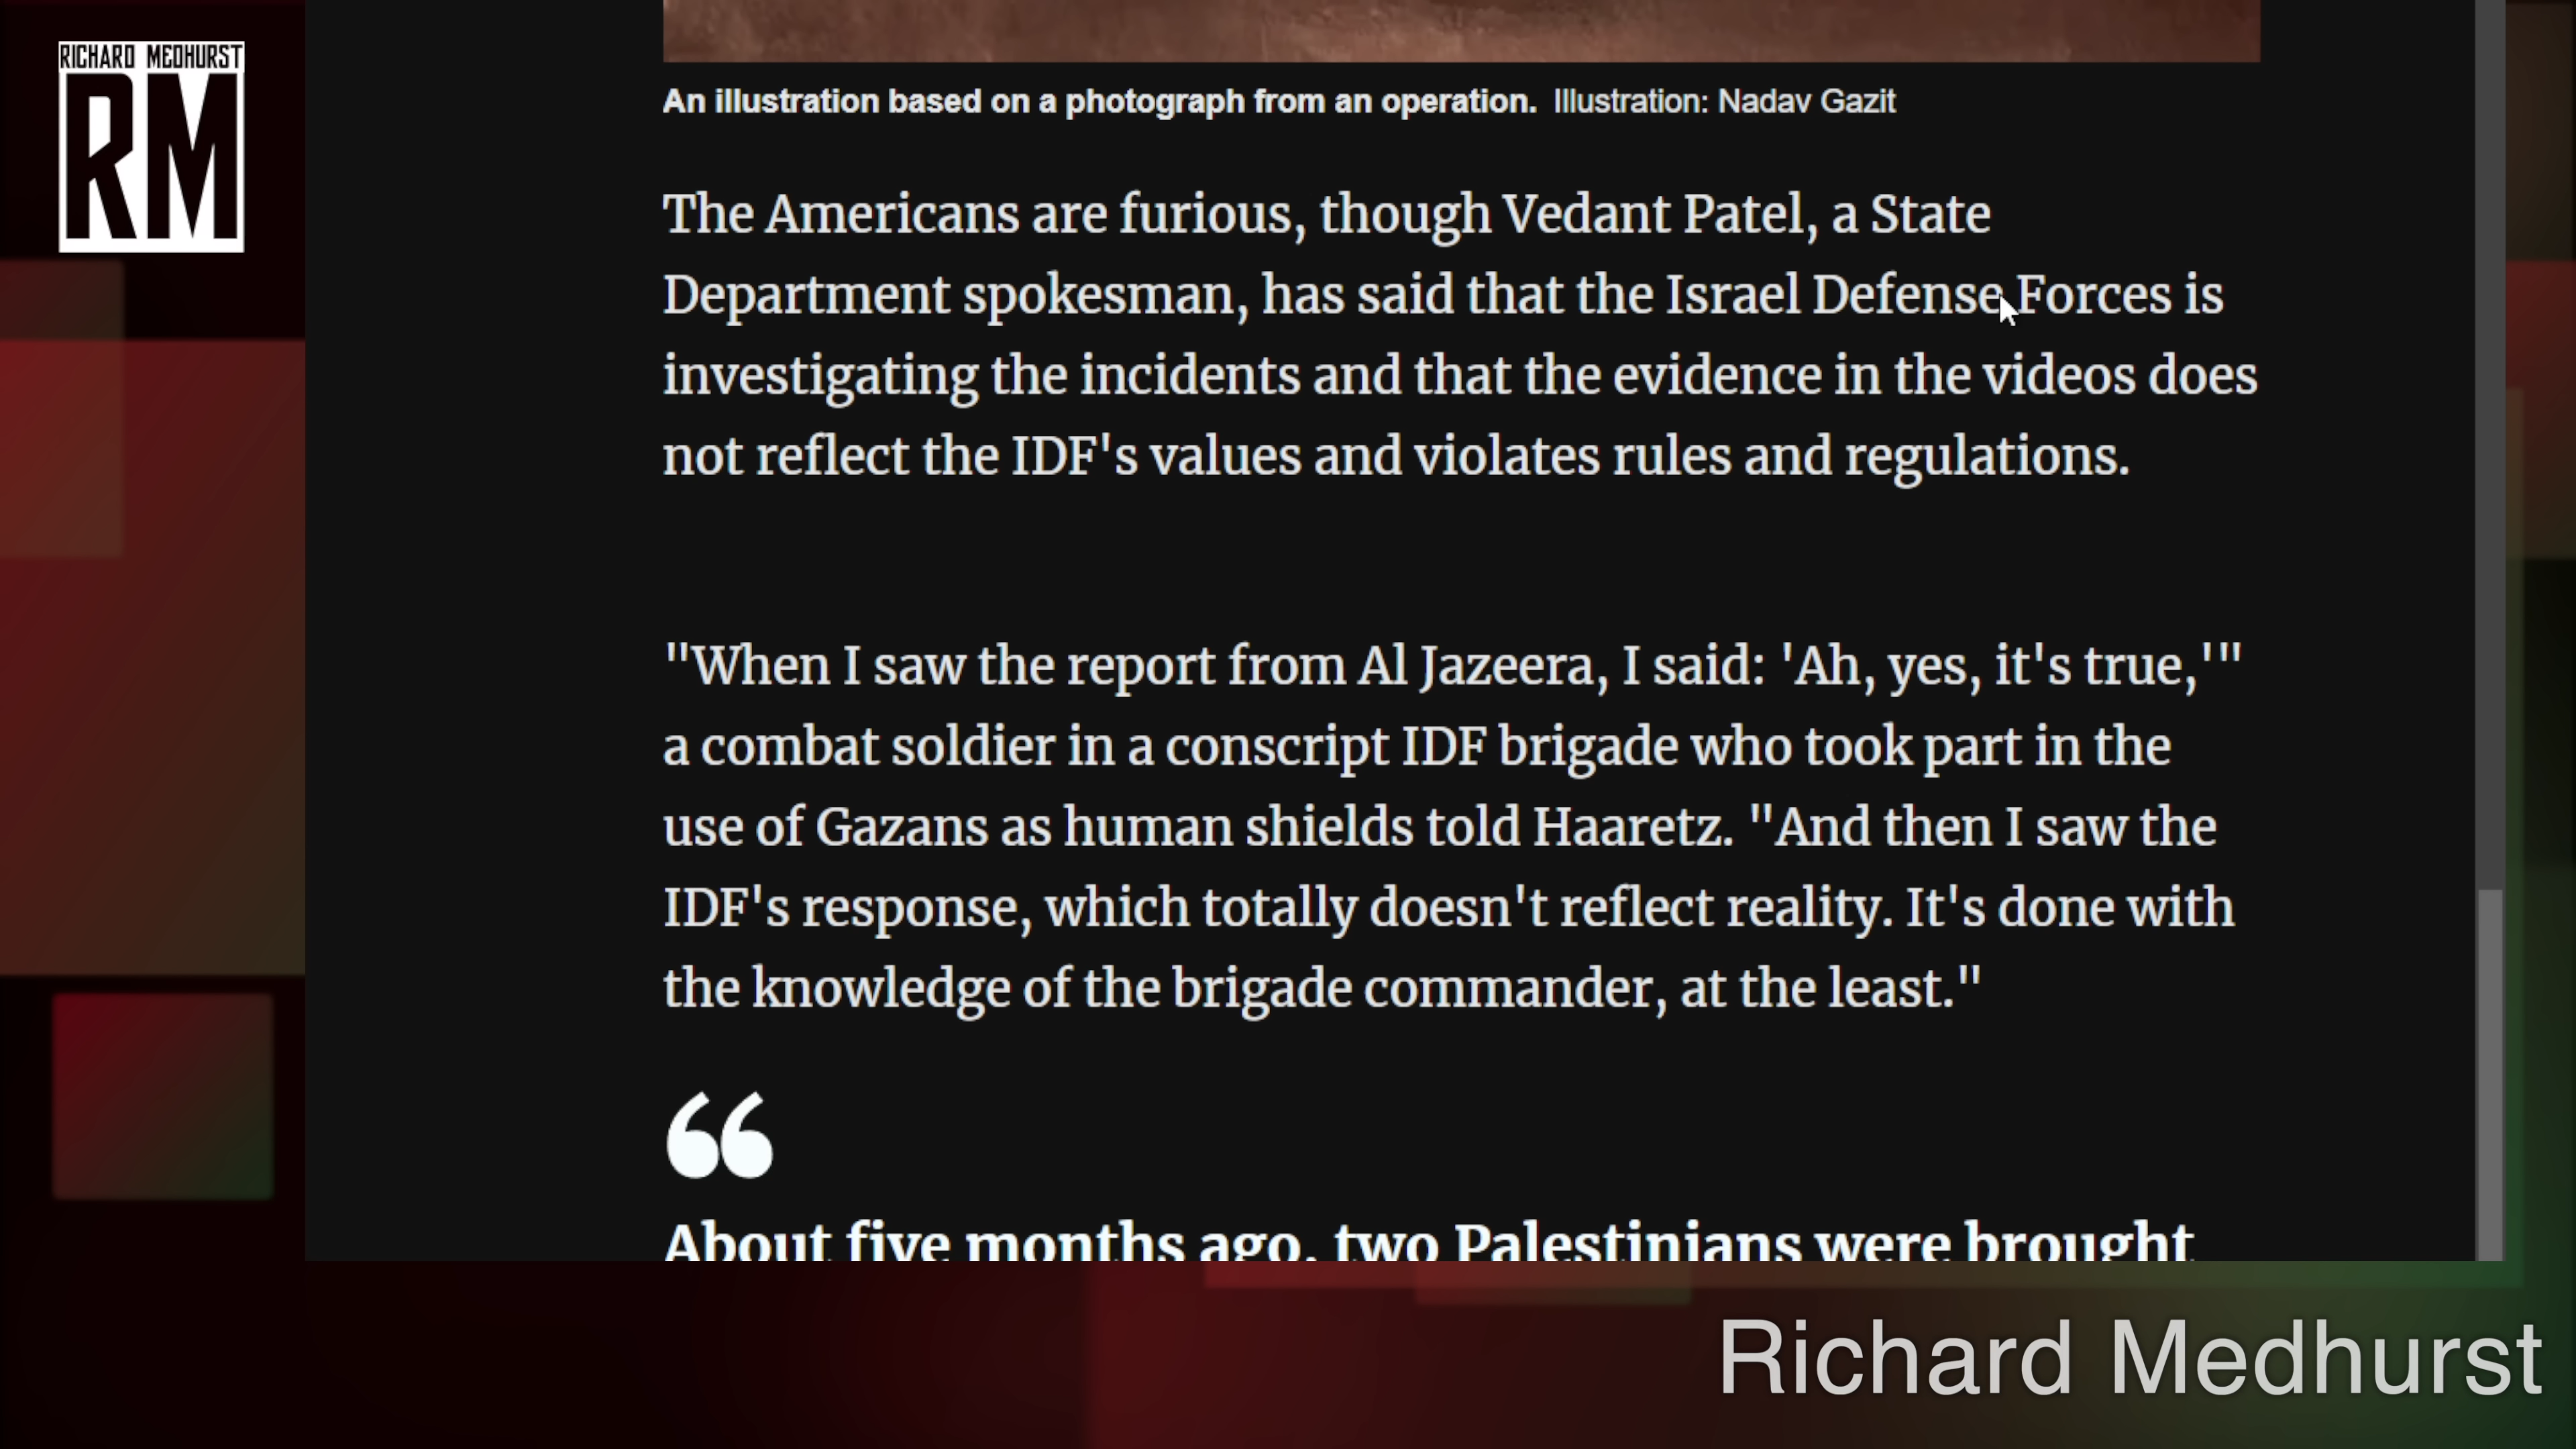 RICHARD MEDHURST
RM
An illustration based on a photograph from an operation. Illustration: Nadav Gazit
The Americans are furious, though Vedant Patel, a State
Department spokesman, has said that the Israel Defense Forces is
investigating the incidents and that the evidence in the videos does
not reflect the IDF's values and violates rules and regulations.
"When I saw the report from Al Jazeera, I said: 'Ah, yes, it's true,'"
a combat soldier in a conscript IDF brigade who took part in the
use of Gazans as human shields told Haaretz. "And then I saw the
IDF's response, which totally doesn't reflect reality. It's done with
the knowledge of the brigade commander, at the least."
“
About five months ago, two Palestinians were brought
Richard Medhurst